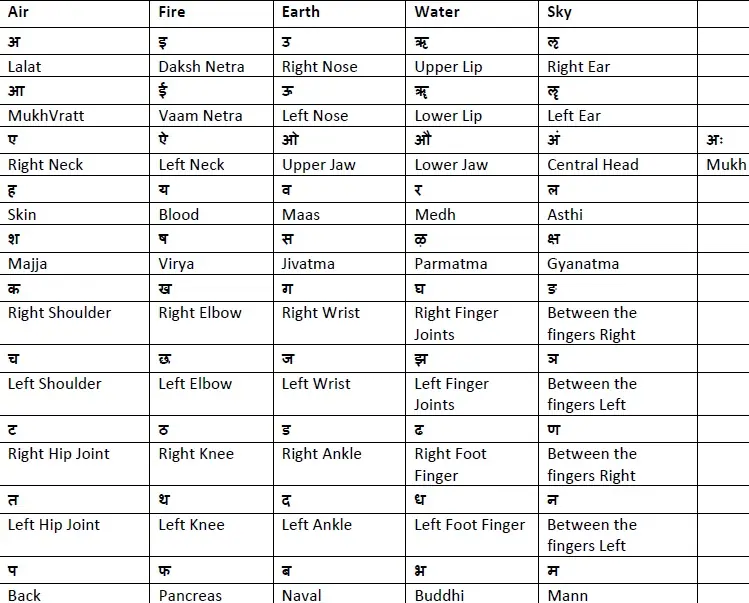 Air Fire Earth Water Sky
अ इ उ ऋ ऌ
Lalat Daksh Netra Right Nose Upper Lip Right Ear
आ ई ऊ ॠ ॡ
MukhVratt Vaam Netra Left Nose Lower Lip Left Ear
ए ऐ ओ औ अं अः
Right Neck Left Neck Upper Jaw Lower Jaw Central Head Mukh
ह य व र ल
Skin Blood Maas Medh Asthi
श ष स ऴ क्ष
Majja Virya Jivatma Parmatma Gyanatma
क ख ग घ ङ
Right Shoulder Right Elbow Right Wrist Right Finger Between the
Joints fingers Right
च छ ज झ ञ
Left Shoulder Left Elbow Left Wrist Left Finger Between the
Joints fingers Left
ट ठ ड ढ ण
Right Hip Joint Right Knee Right Ankle Right Foot Between the
Finger fingers Right
त थ द ध न
Left Hip Joint Left Knee Left Ankle Left Foot Finger Between the
fingers Left
प फ ब भ म
Back Pancreas Naval Buddhi Mann